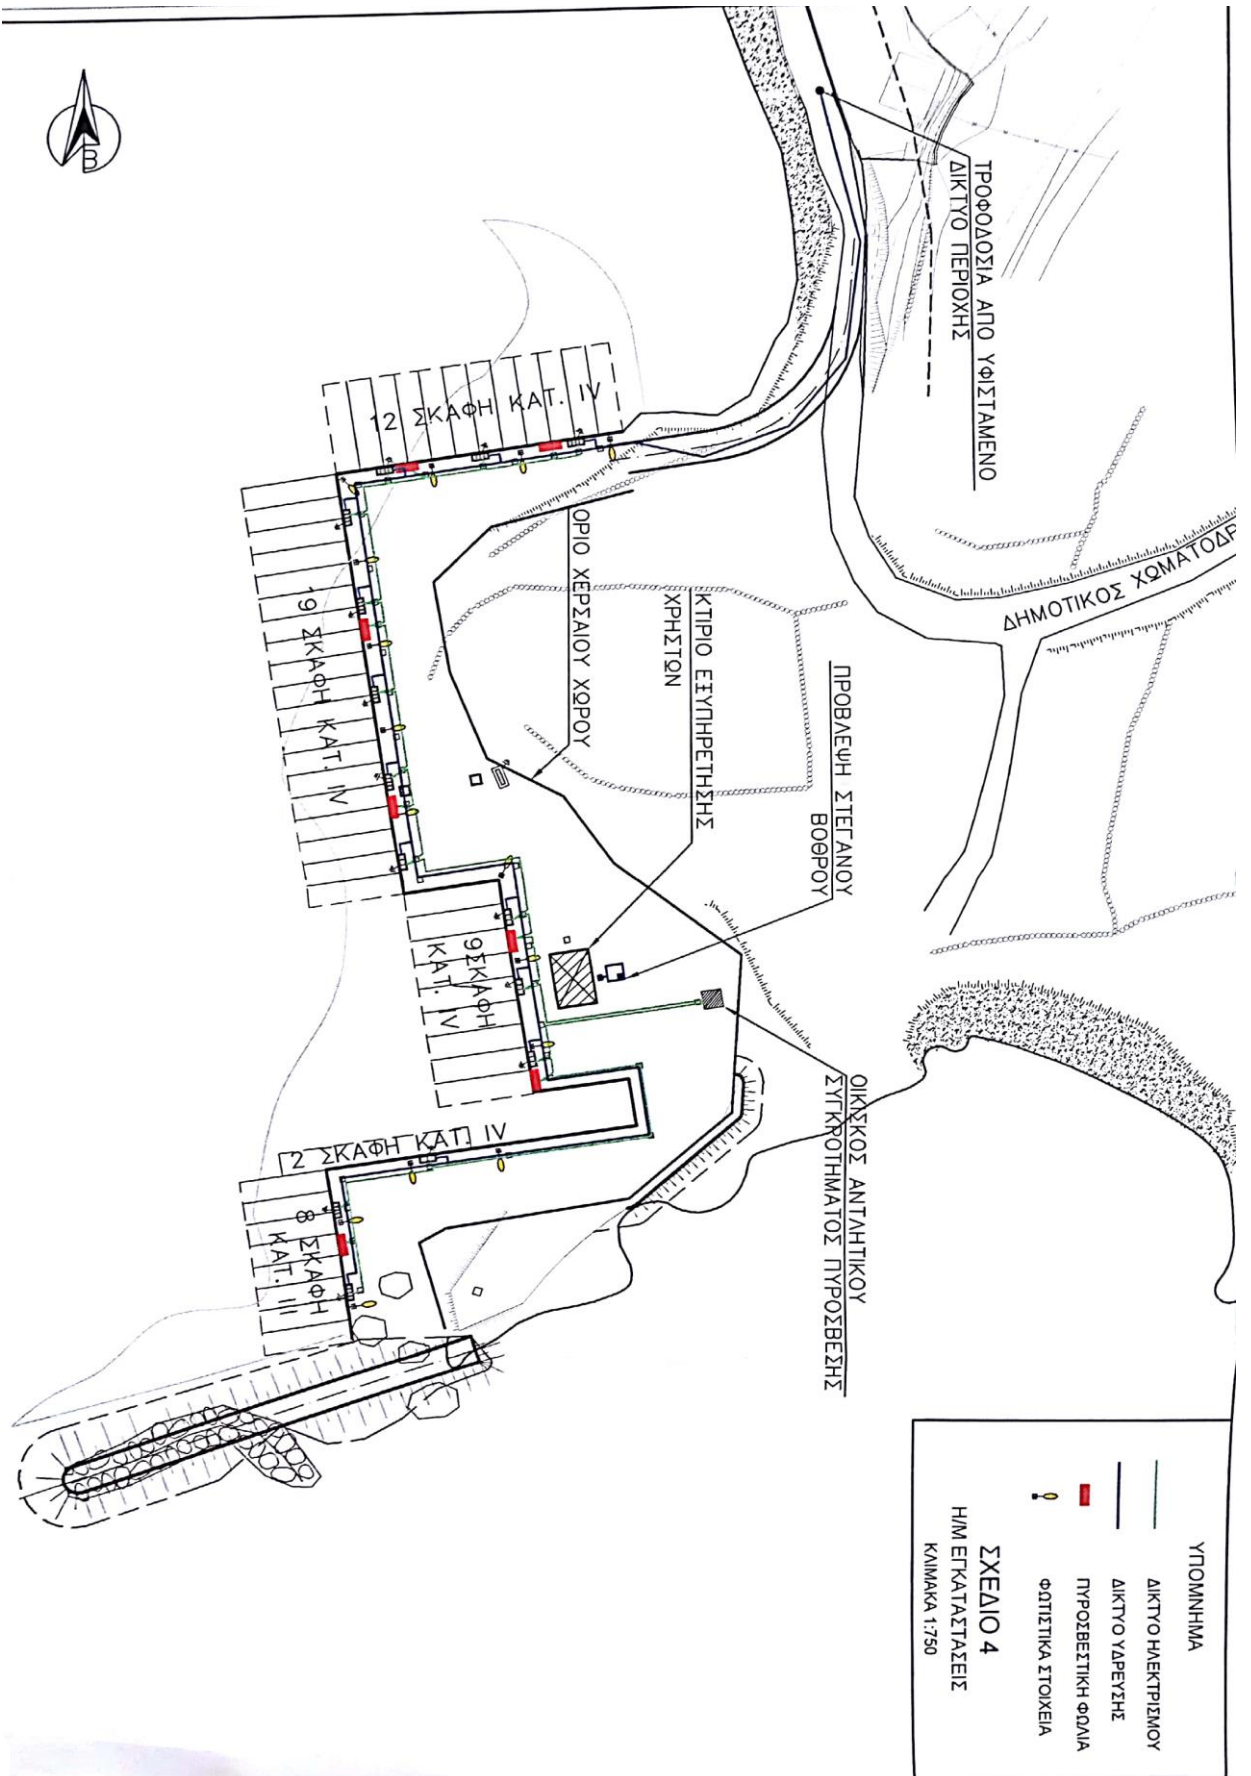 ΤΡΟΦΟΔΟΣΙΑ ΑΠΟ ΥΦΙΣΤΑΜΕΝΟ
ΔΙΚΤΥΟ ΠΕΡΙΟΧΗΣ
ΔΗΜΟΤΙΚΟΣ ΧΩΜΑΤΟΔΡ
12 ΣΚΑΦΗ ΚΑΤ. IV
19 ΣΚΑΦΗ ΚΑΤ. IV
ΟΡΙΟ ΧΕΡΣΑΙΟΥ ΧΩΡΟΥ
ΚΤΙΡΙΟ ΕΞΥΠΗΡΕΤΗΣΗΣ
ΧΡΗΣΤΩΝ
ΠΡΟΒΛΕΨΗ ΣΤΕΓΑΝΟΥ
ΒΟΘΡΟΥ
9ΣΚΑΦΗ
ΚΑΤ. IV
2 ΣΚΑΦΗ ΚΑΤ. IV
8 ΣΚΑΦΗ
ΚΑΤ. III
ΟΙΚΙΣΚΟΣ ΑΝΤΛΗΤΙΚΟΥ
ΣΥΓΚΡΟΤΗΜΑΤΟΣ ΠΥΡΟΣΒΕΣΗΣ
ΥΠΟΜΝΗΜΑ
ΔΙΚΤΥΟ ΗΛΕΚΤΡΙΣΜΟΥ
ΔΙΚΤΥΟ ΥΔΡΕΥΣΗΣ
ΠΥΡΟΣΒΕΣΤΙΚΗ ΦΩΛΙΑ
ΦΩΤΙΣΤΙΚΑ ΣΤΟΙΧΕΙΑ
ΣΧΕΔΙΟ 4
Η/Μ ΕΓΚΑΤΑΣΤΑΣΕΙΣ
ΚΛΙΜΑΚΑ 1:750